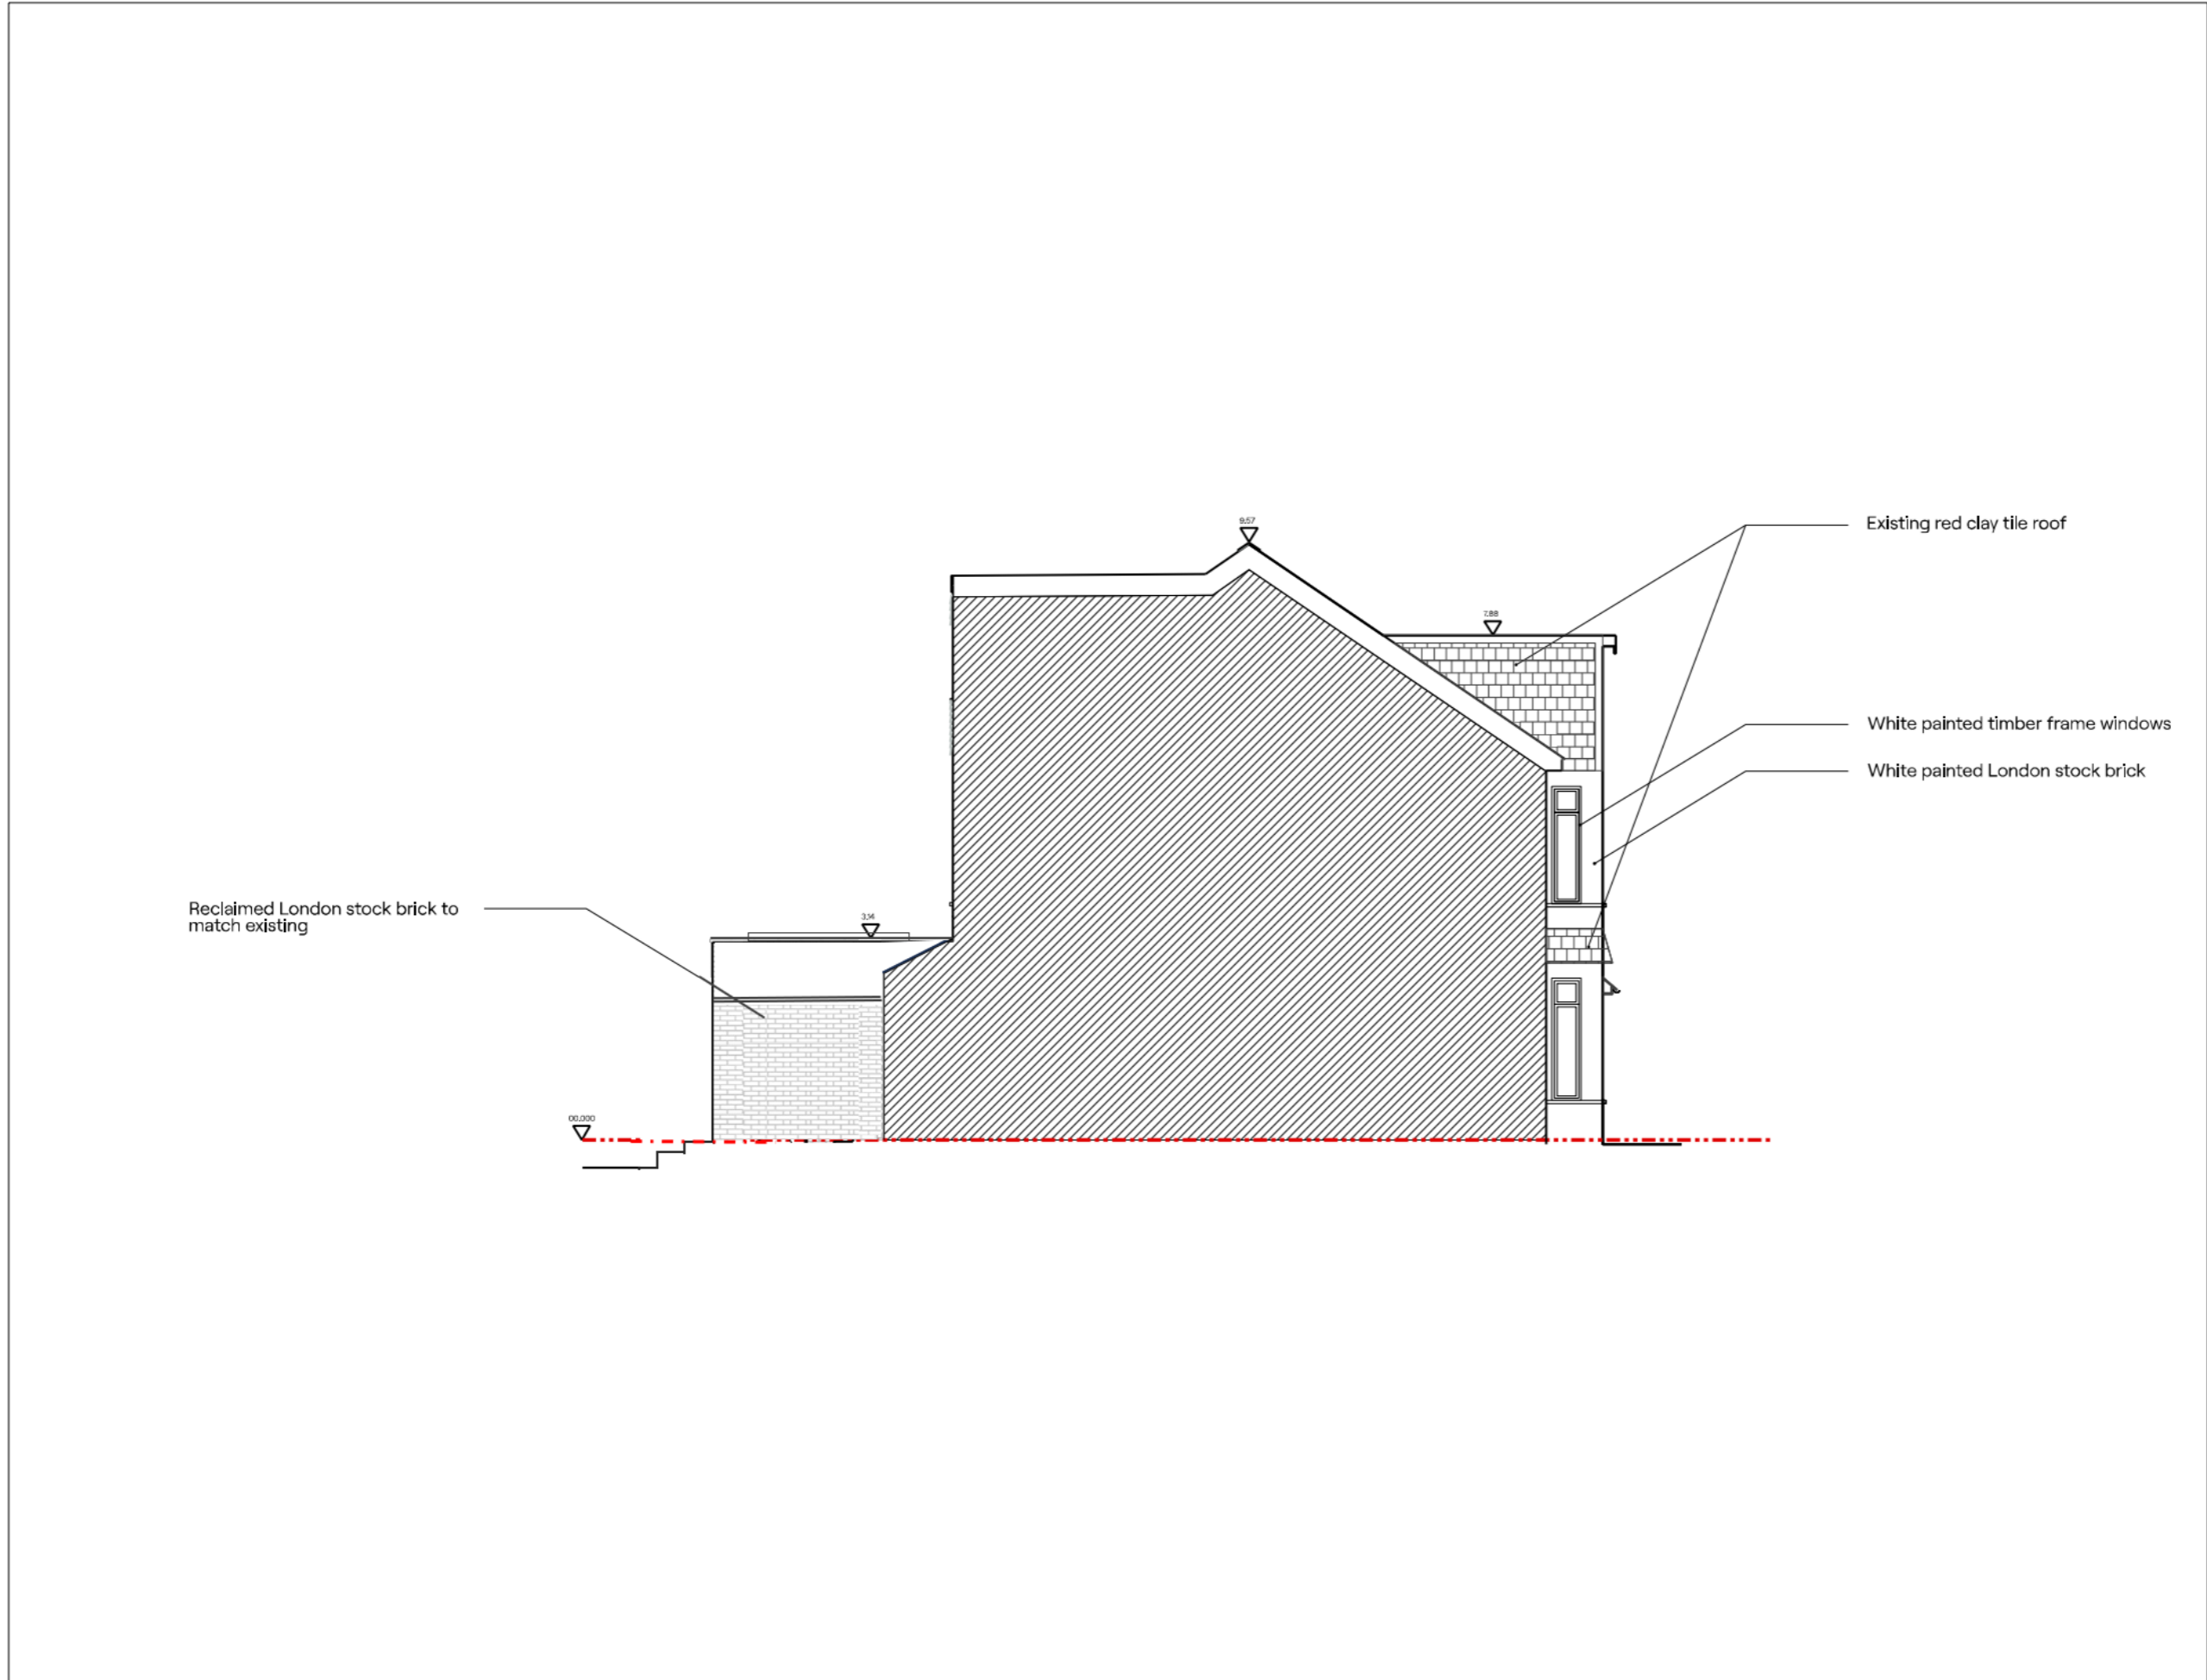 9.57
Existing red clay tile roof
7.88
White painted timber frame windows
White painted London stock brick
Reclaimed London stock brick to
match existing
3.14
00.000